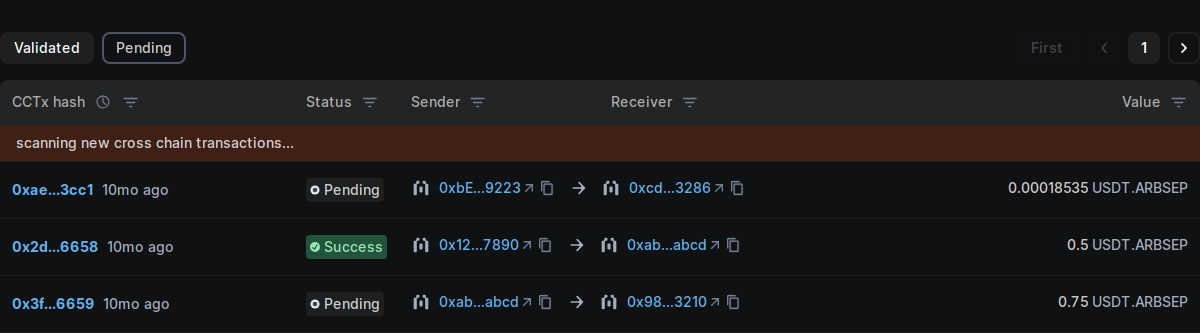 Validated Pending First 1
CCTx hash Status Sender Receiver Value
scanning new cross chain transactions...
0xae...3cc1 10mo ago Pending 0xbE...9223 0xcd...3286 0.00018535 USDT.ARBSEP
0x2d...6658 10mo ago Success 0x12...7890 0xab...abcd 0.5 USDT.ARBSEP
0x3f...6659 10mo ago Pending 0xab...abcd 0x98...3210 0.75 USDT.ARBSEP